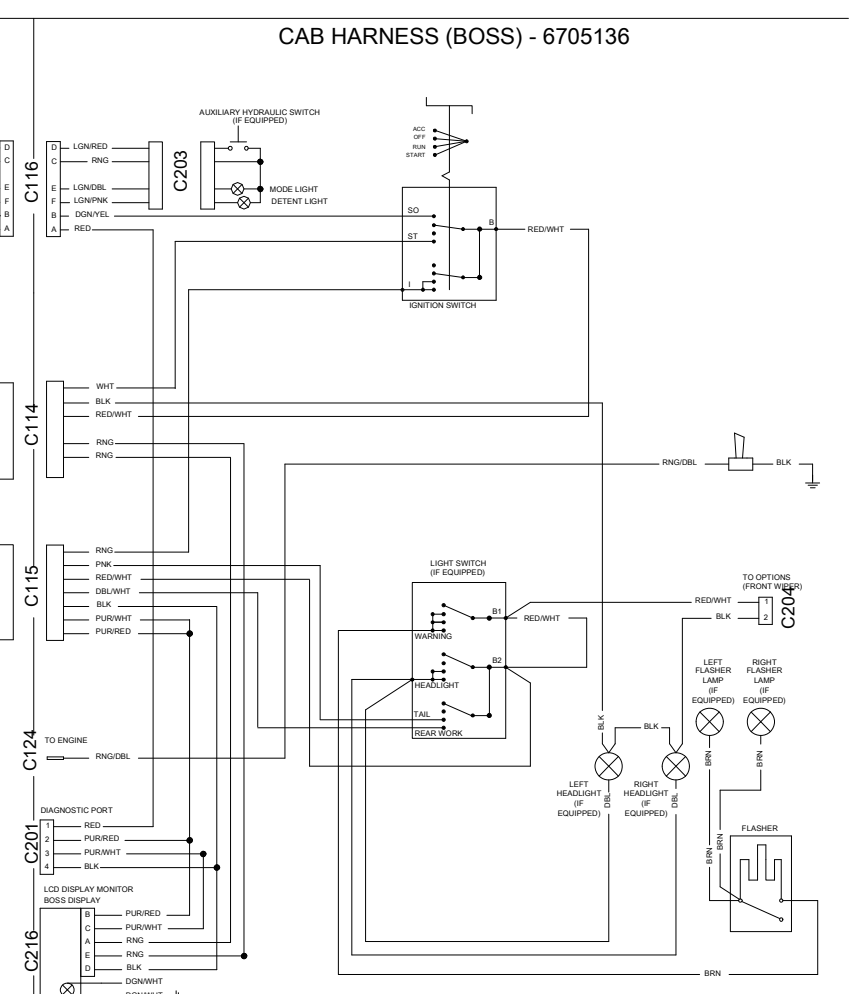 CAB HARNESS (BOSS) - 6705136
AUXILIARY HYDRAULIC SWITCH
(IF EQUIPPED)
ACC
OFF
RUN
START
D
C
E
F
B
A
C116
D LGN/RED
C RNG
E LGN/DBL
F LGN/PNK
B DGN/YEL
A RED
C203
MODE LIGHT
DETENT LIGHT
SO
ST
I
B
RED/WHT
IGNITION SWITCH
C114
WHT
BLK
RED/WHT
RNG
RNG
RNG/DBL
BLK
C115
RNG
PNK
RED/WHT
DBL/WHT
BLK
PUR/WHT
PUR/RED
LIGHT SWITCH
(IF EQUIPPED)
B1
RED/WHT
WARNING
B2
HEADLIGHT
TAIL
REAR WORK
TO OPTIONS
(FRONT WIPER)
RED/WHT 1
BLK 2
C204
LEFT
FLASHER
LAMP
(IF
EQUIPPED)
RIGHT
FLASHER
LAMP
(IF
EQUIPPED)
C124
TO ENGINE
RNG/DBL
BLK
BLK
LEFT
HEADLIGHT
(IF
EQUIPPED)
DBL
RIGHT
HEADLIGHT
(IF
EQUIPPED)
DBL
BRN
BRN
BRN
BRN
FLASHER
DIAGNOSTIC PORT
C201
1 RED
2 PUR/RED
3 PUR/WHT
4 BLK
LCD DISPLAY MONITOR
BOSS DISPLAY
C216
B PUR/RED
C PUR/WHT
A RNG
E RNG
D BLK
DGN/WHT
BRN